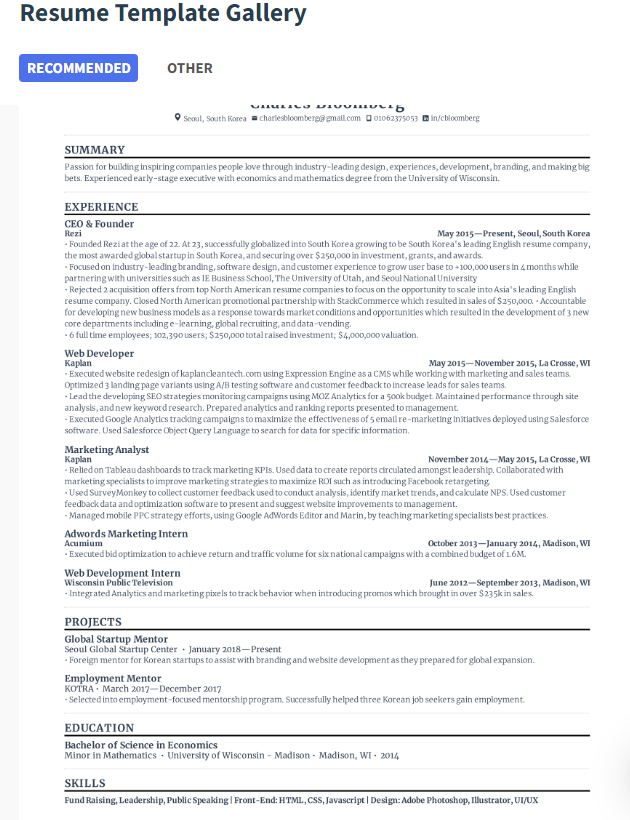 Resume Template Gallery
RECOMMENDED
OTHER
Charles Bloomberg
Seoul, South Korea charlesbloomberg@gmail.com 01062375053 in/cbloomberg
SUMMARY
Passion for building inspiring companies people love through industry-leading design, experiences, development, branding, and making big
bets. Experienced early-stage executive with economics and mathematics degree from the University of Wisconsin.
EXPERIENCE
CEO & Founder
Rezi May 2015—Present, Seoul, South Korea
• Founded Rezi at the age of 22. At 23, successfully globalized into South Korea growing to be South Korea's leading English resume company,
the most awarded global startup in South Korea, and securing over $250,000 in investment, grants, and awards.
• Focused on industry-leading branding, software design, and customer experience to grow user base to +100,000 users in 4 months while
partnering with universities such as IE Business School, The University of Utah, and Seoul National University
• Rejected 2 acquisition offers from top North American resume companies to focus on the opportunity to scale into Asia's leading English
resume company. Closed North American promotional partnership with StackCommerce which resulted in sales of $250,000. • Accountable
for developing new business models as a response towards market conditions and opportunities which resulted in the development of 3 new
core departments including e-learning, global recruiting, and data-vending.
• 6 full time employees; 102,390 users; $250,000 total raised investment; $4,000,000 valuation.
Web Developer
Kaplan May 2015—November 2015, La Crosse, WI
• Executed website redesign of kaplancleantech.com using Expression Engine as a CMS while working with marketing and sales teams.
Optimized 3 landing page variants using A/B testing software and customer feedback to increase leads for sales teams.
• Lead the developing SEO strategies monitoring campaigns using MOZ Analytics for a 500k budget. Maintained performance through site
analysis, and new keyword research. Prepared analytics and ranking reports presented to management.
• Executed Google Analytics tracking campaigns to maximize the effectiveness of 5 email re-marketing initiatives deployed using Salesforce
software. Used Salesforce Object Query Language to search for data for specific information.
Marketing Analyst
Kaplan November 2014—May 2015, La Crosse, WI
• Relied on Tableau dashboards to track marketing KPIs. Used data to create reports circulated amongst leadership. Collaborated with
marketing specialists to improve marketing strategies to maximize ROI such as introducing Facebook retargeting.
• Used SurveyMonkey to collect customer feedback used to conduct analysis, identify market trends, and calculate NPS. Used customer
feedback data and optimization software to present and suggest website improvements to management.
• Managed mobile PPC strategy efforts, using Google AdWords Editor and Marin, by teaching marketing specialists best practices.
Adwords Marketing Intern
Acumium October 2013—January 2014, Madison, WI
• Executed bid optimization to achieve return and traffic volume for six national campaigns with a combined budget of 1.6M.
Web Development Intern
Wisconsin Public Television June 2012—September 2013, Madison, WI
• Integrated Analytics and marketing pixels to track behavior when introducing promos which brought in over $235k in sales.
PROJECTS
Global Startup Mentor
Seoul Global Startup Center • January 2018—Present
• Foreign mentor for Korean startups to assist with branding and website development as they prepared for global expansion.
Employment Mentor
KOTRA • March 2017—December 2017
• Selected into employment-focused mentorship program. Successfully helped three Korean job seekers gain employment.
EDUCATION
Bachelor of Science in Economics
Minor in Mathematics • University of Wisconsin - Madison • Madison, WI • 2014
SKILLS
Fund Raising, Leadership, Public Speaking | Front-End: HTML, CSS, Javascript | Design: Adobe Photoshop, Illustrator, UI/UX